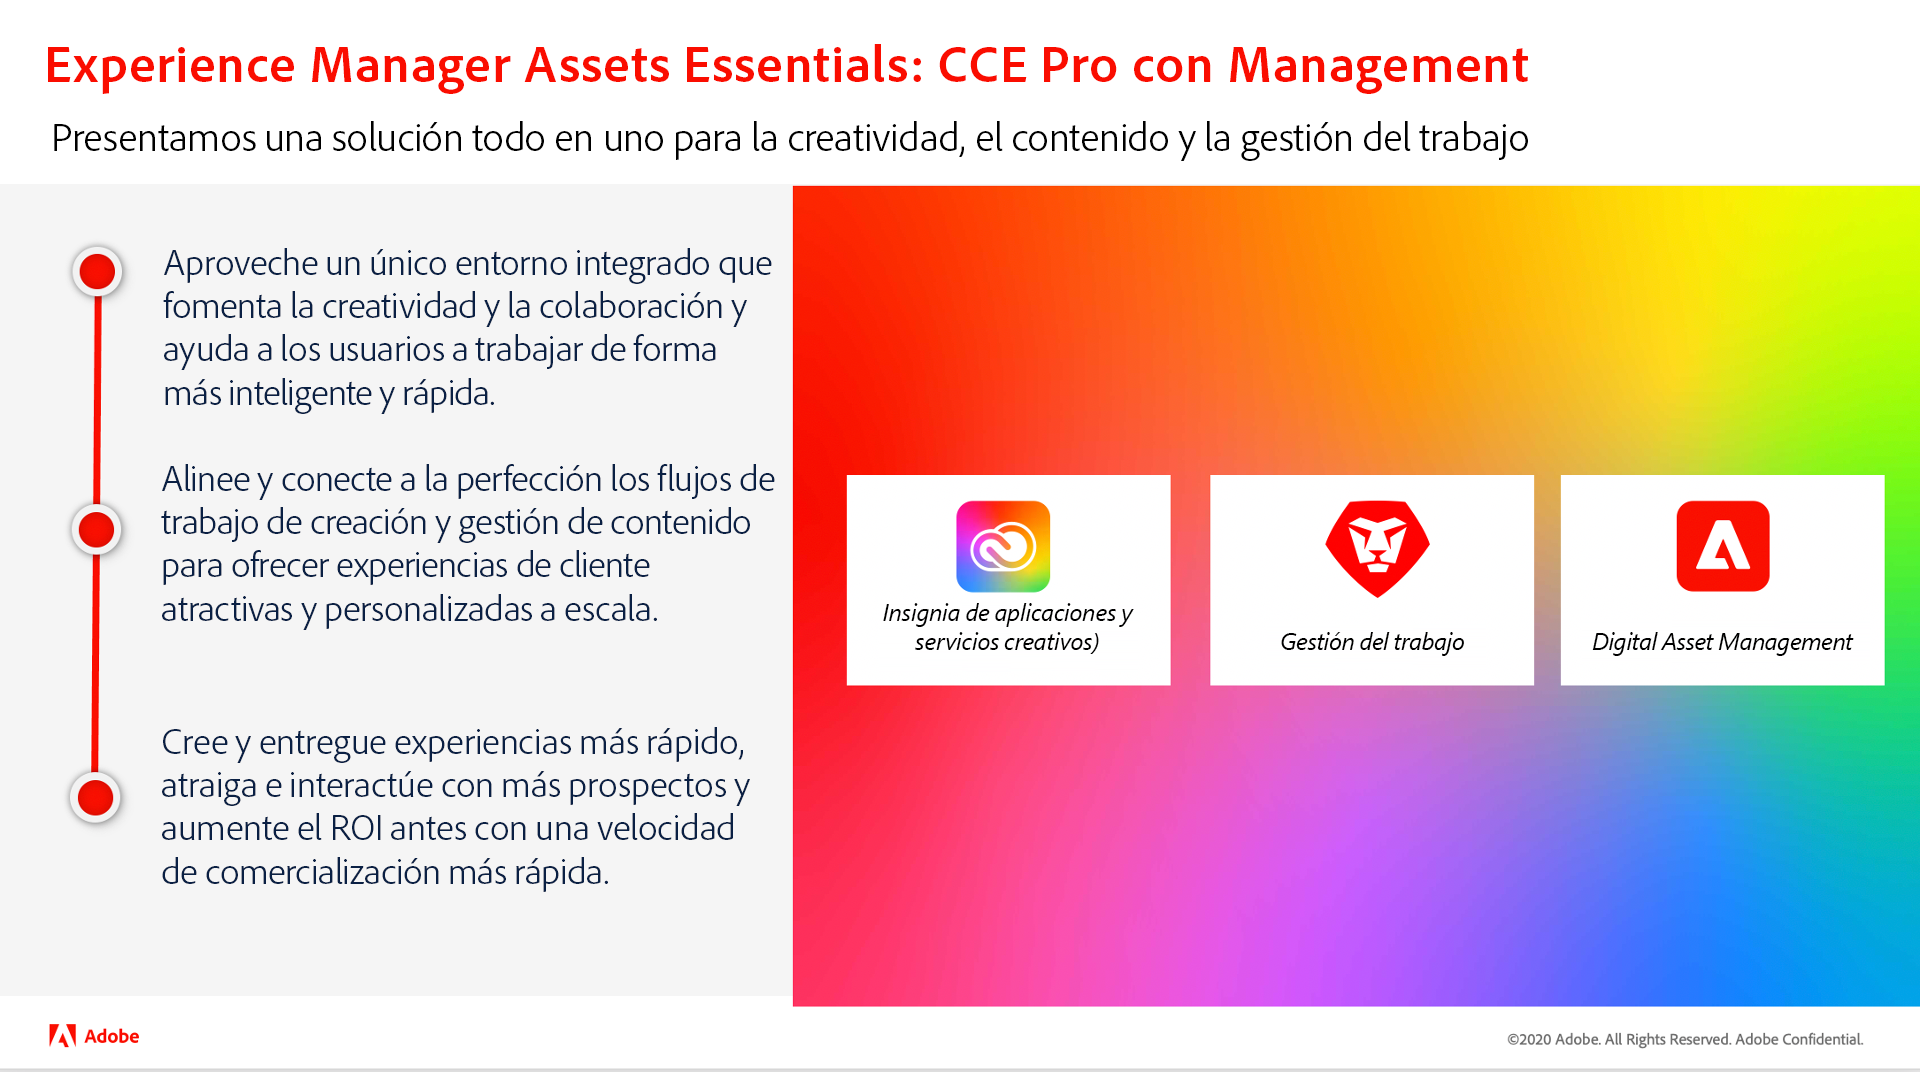 Experience Manager Assets Essentials: CCE Pro con Management
Presentamos una solución todo en uno para la creatividad, el contenido y la gestión del trabajo
Aproveche un único entorno integrado que
fomenta la creatividad y la colaboración y
ayuda a los usuarios a trabajar de forma
más inteligente y rápida.
Alinee y conecte a la perfección los flujos de
trabajo de creación y gestión de contenido
para ofrecer experiencias de cliente
atractivas y personalizadas a escala.
Cree y entregue experiencias más rápido,
atraiga e interactúe con más prospectos y
aumente el ROI antes con una velocidad
de comercialización más rápida.
Insignia de aplicaciones y
servicios creativos)
Gestión del trabajo
Digital Asset Management
Adobe
©2020 Adobe. All Rights Reserved. Adobe Confidential.